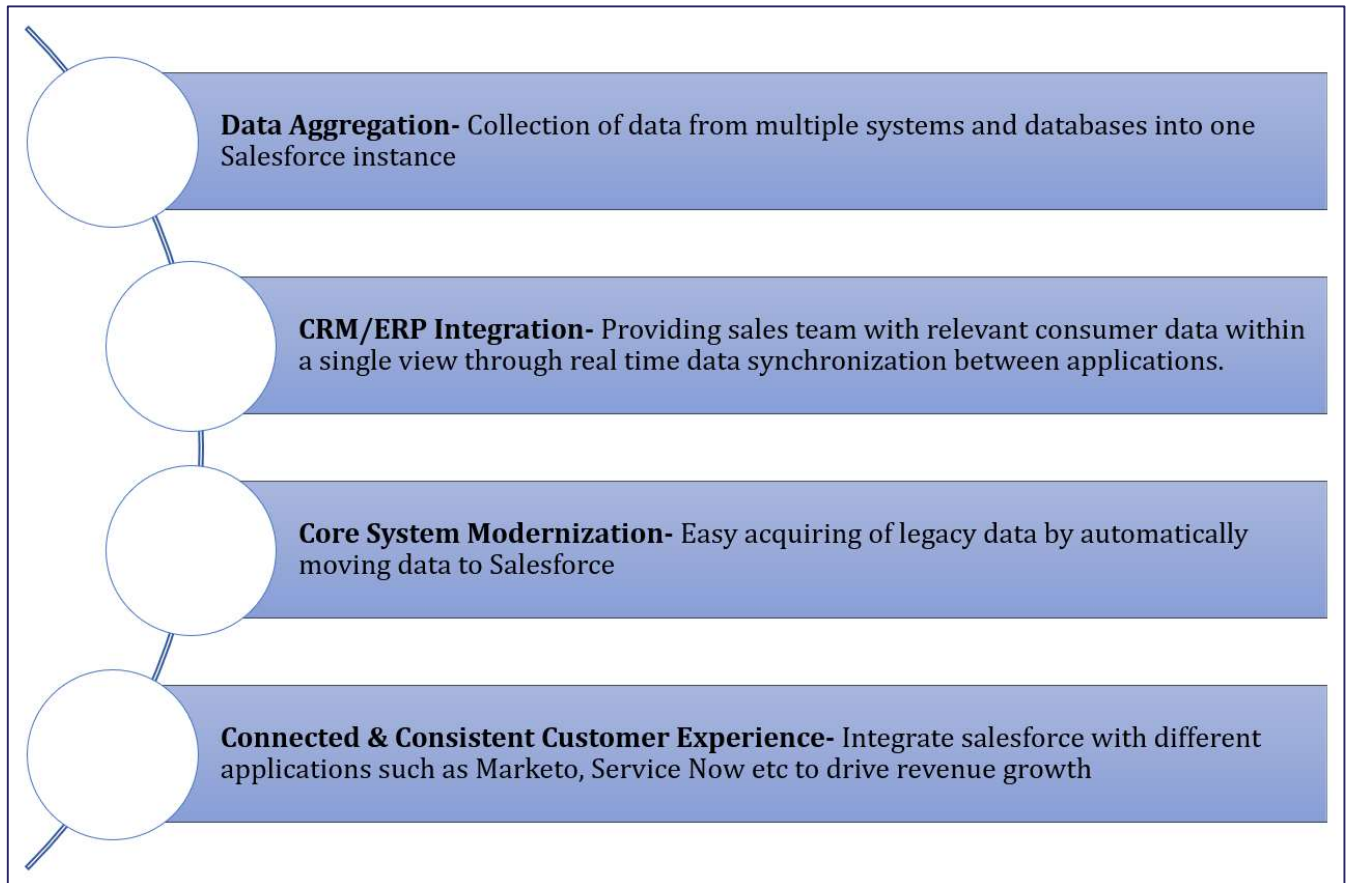 Data Aggregation- Collection of data from multiple systems and databases into one
Salesforce instance
CRM/ERP Integration- Providing sales team with relevant consumer data within
a single view through real time data synchronization between applications.
Core System Modernization- Easy acquiring of legacy data by automatically
moving data to Salesforce
Connected & Consistent Customer Experience- Integrate salesforce with different
applications such as Marketo, Service Now etc to drive revenue growth